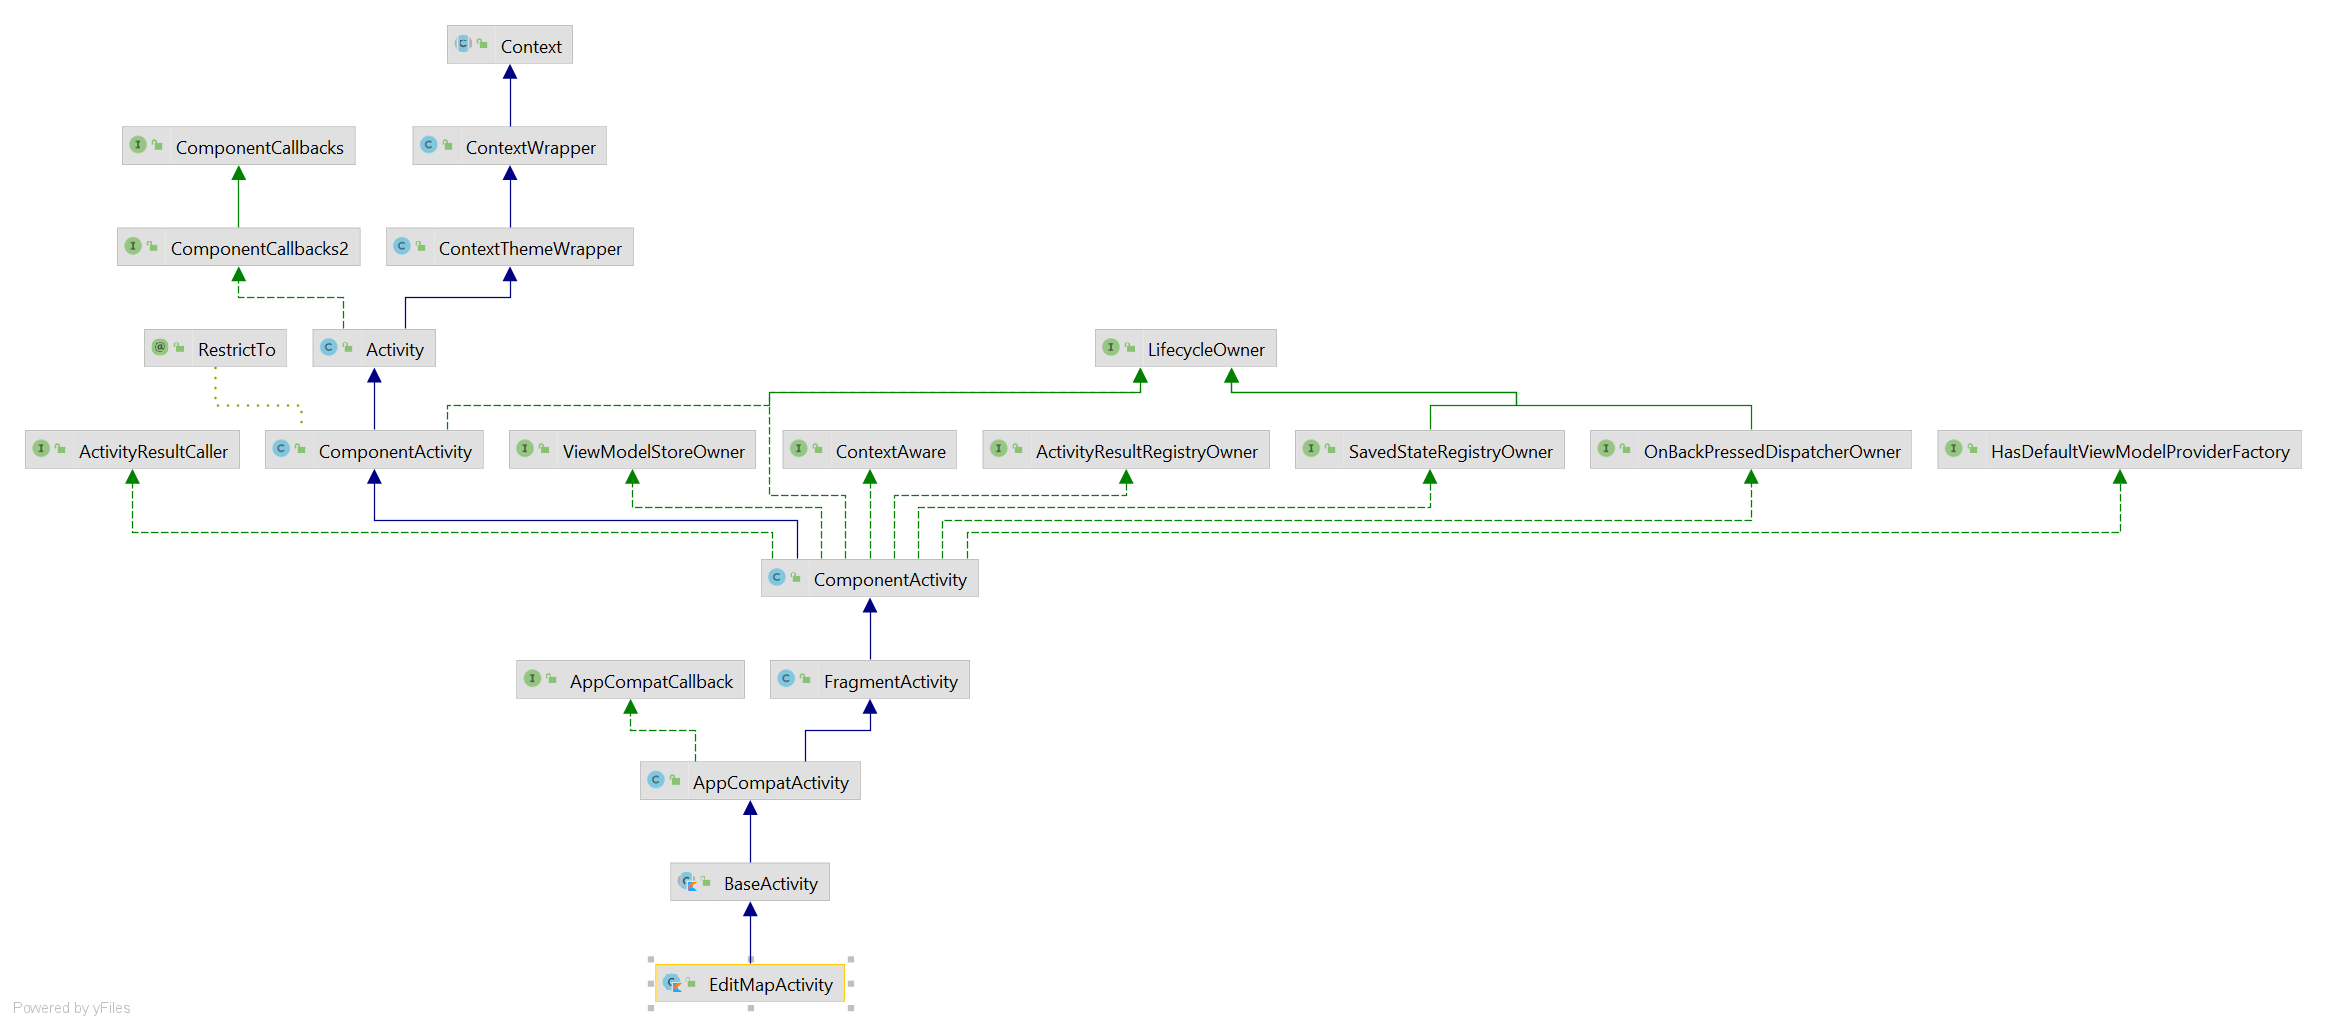 Context
ComponentCallbacks
ContextWrapper
ComponentCallbacks2
ContextThemeWrapper
RestrictTo
Activity
LifecycleOwner
ActivityResultCaller
ComponentActivity
ViewModelStoreOwner
ContextAware
ActivityResultRegistryOwner
SavedStateRegistryOwner
OnBackPressedDispatcherOwner
HasDefaultViewModelProviderFactory
ComponentActivity
AppCompatCallback
FragmentActivity
AppCompatActivity
BaseActivity
EditMapActivity
Powered by yFiles